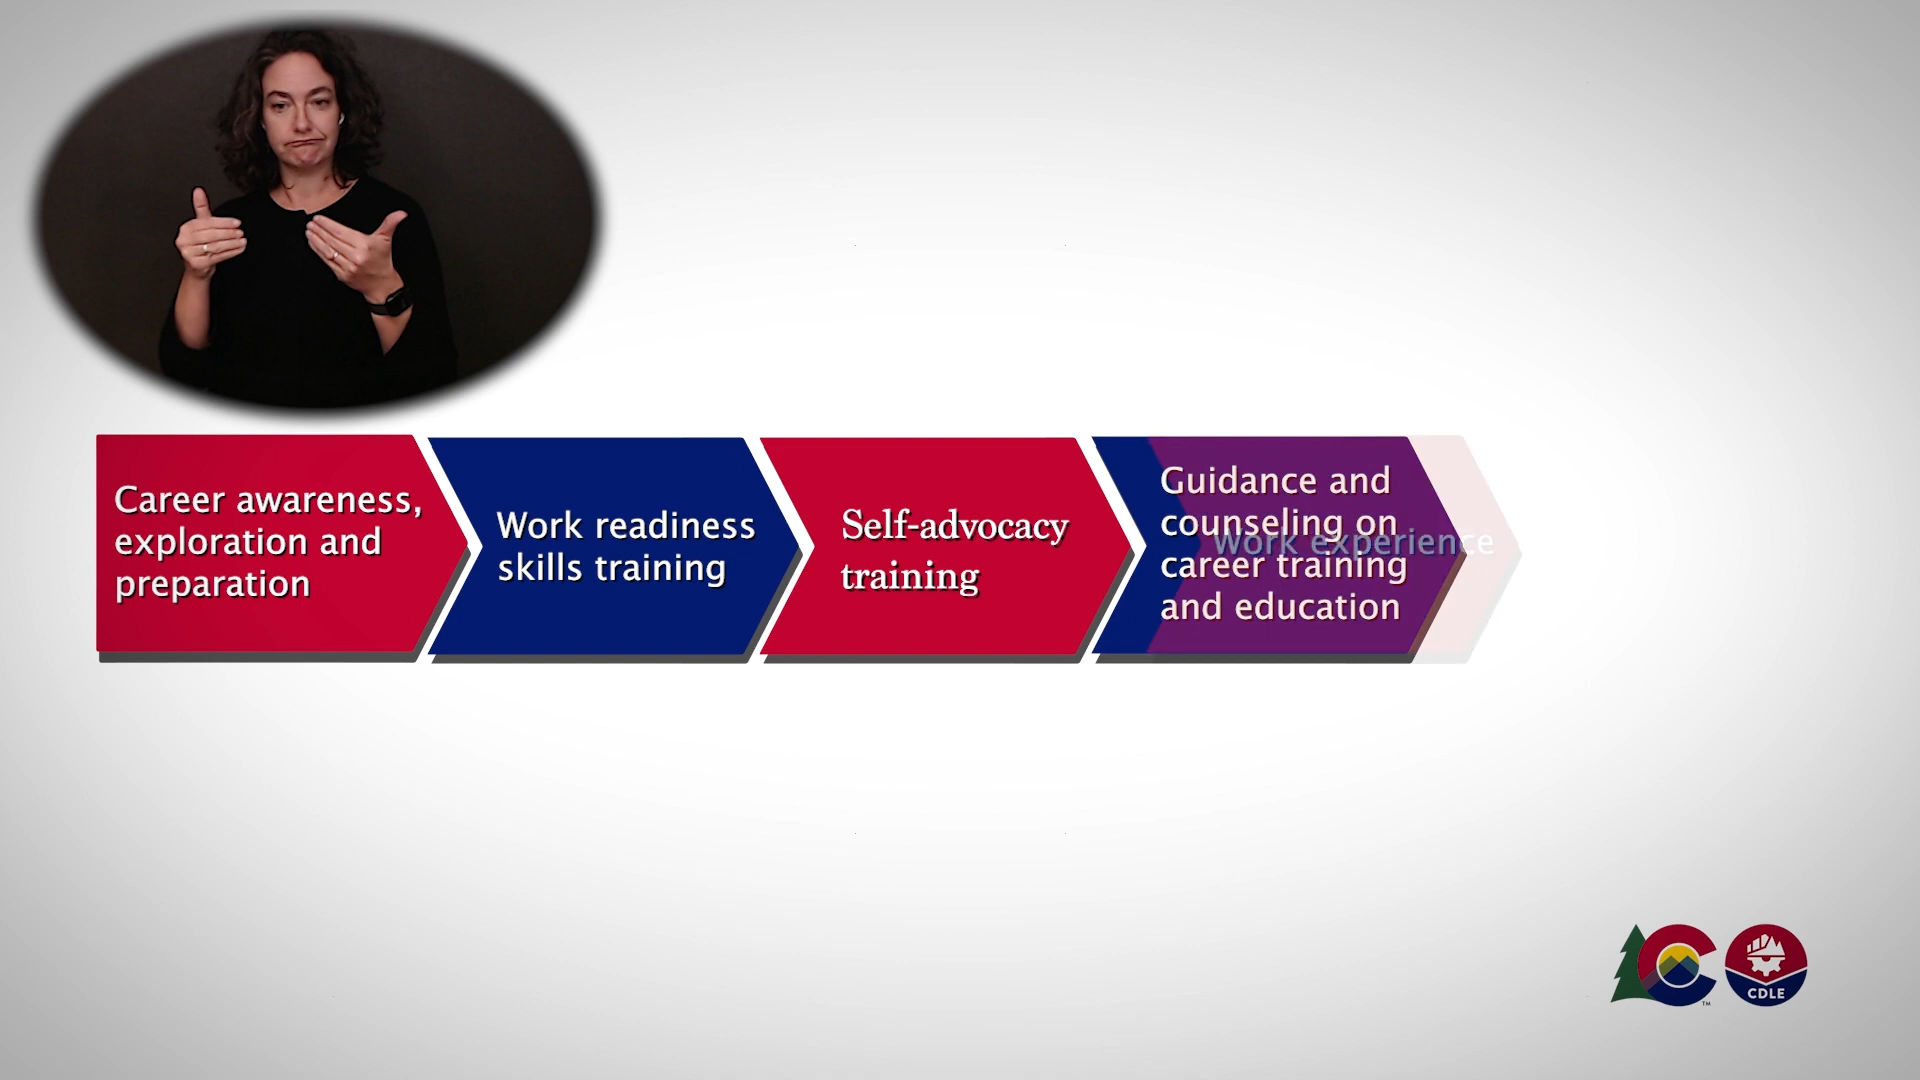 Career awareness,
exploration and
preparation
Work readiness
skills training
Self-advocacy
training
Guidance and
counseling on
career training
and education
Work experience
TM
CDLE